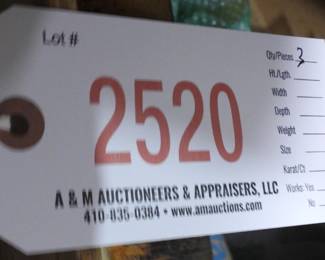 Lot #
2520
A & M AUCTIONEERS & APPRAISERS, LLC
410-835-0384 • www.amauctions.com
Qty/Pieces 3
Ht./Lgth.
Width
Depth
Weight
Size
Karat/Ct
Works: Yes
No